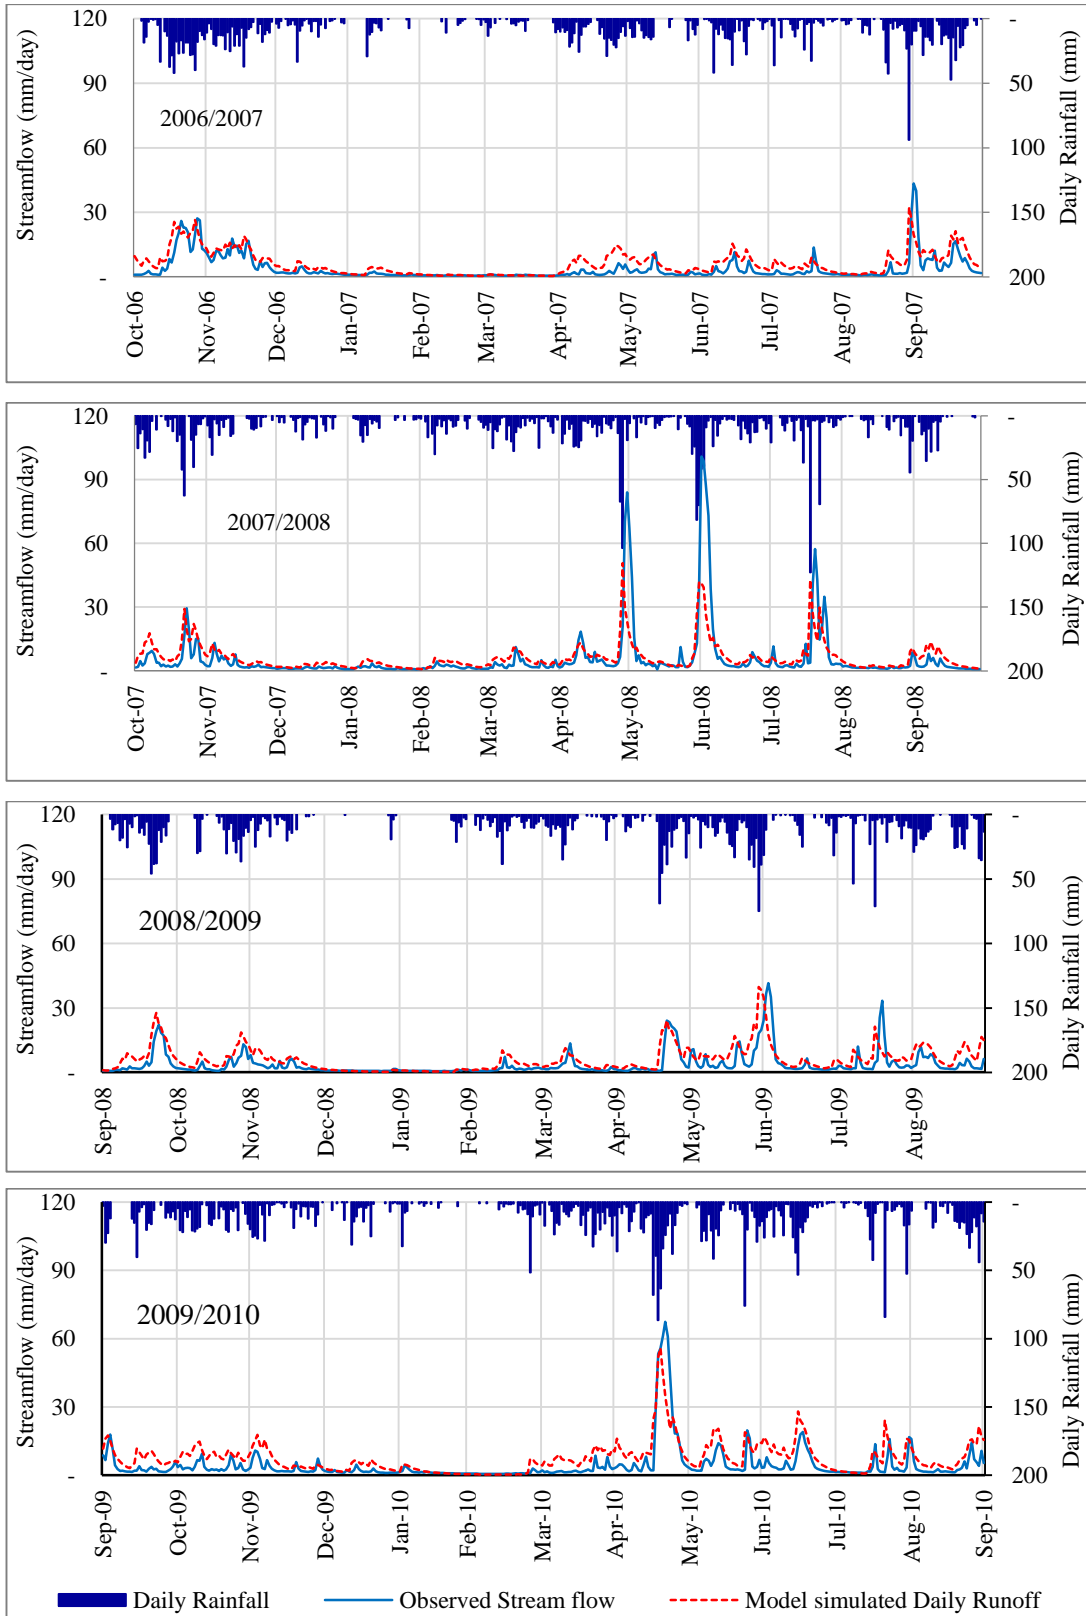 120
90
60
30
-
Streamflow (mm/day)
-
50
100
150
200
Daily Rainfall (mm)
2006/2007
Oct-06
Nov-06
Dec-06
Jan-07
Feb-07
Mar-07
Apr-07
May-07
Jun-07
Jul-07
Aug-07
Sep-07
120
90
60
30
-
Streamflow (mm/day)
-
50
100
150
200
Daily Rainfall (mm)
2007/2008
Oct-07
Nov-07
Dec-07
Jan-08
Feb-08
Mar-08
Apr-08
May-08
Jun-08
Jul-08
Aug-08
Sep-08
120
90
60
30
-
Streamflow (mm/day)
-
50
100
150
200
Daily Rainfall (mm)
2008/2009
Sep-08
Oct-08
Nov-08
Dec-08
Jan-09
Feb-09
Mar-09
Apr-09
May-09
Jun-09
Jul-09
Aug-09
120
90
60
30
-
Streamflow (mm/day)
-
50
100
150
200
Daily Rainfall (mm)
2009/2010
Sep-09
Oct-09
Nov-09
Dec-09
Jan-10
Feb-10
Mar-10
Apr-10
May-10
Jun-10
Jul-10
Aug-10
Sep-10
Daily Rainfall
Observed Stream flow
Model simulated Daily Runoff